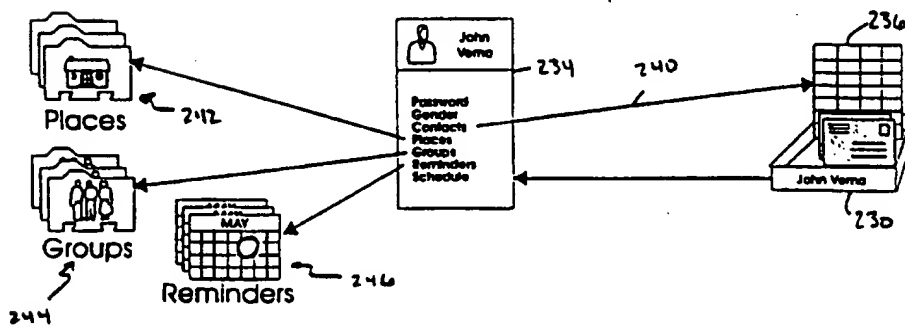 Places
212
Groups
244
MAY
Reminders
246
John
Verna
234
Password
Gender
Contacts
Places
Groups
Reminders
Schedule
240
236
John Verna
230